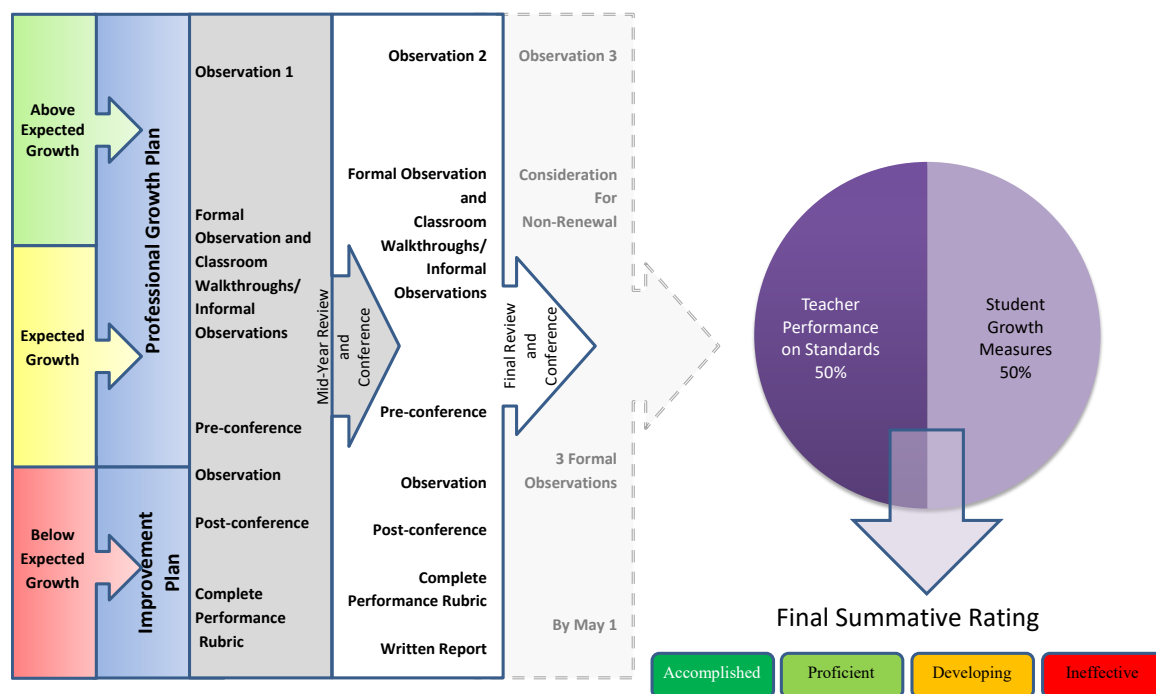 Above
Expected
Growth
Expected
Growth
Below
Expected
Growth
Professional Growth Plan
Improvement
Plan
Observation 1
Formal
Observation and
Classroom
Walkthroughs/
Informal
Observations
Pre-conference
Observation
Post-conference
Complete
Performance
Rubric
Mid-Year Review
and
Conference
Observation 2
Formal Observation
and
Classroom
Walkthroughs/
Informal
Observations
Pre-conference
Observation
Post-conference
Complete
Performance Rubric
Written Report
Final Review
and
Conference
Observation 3
Consideration
For
Non-Renewal
3 Formal
Observations
By May 1
Teacher
Performance
on Standards
50%
Student
Growth
Measures
50%
Final Summative Rating
Accomplished
Proficient
Developing
Ineffective